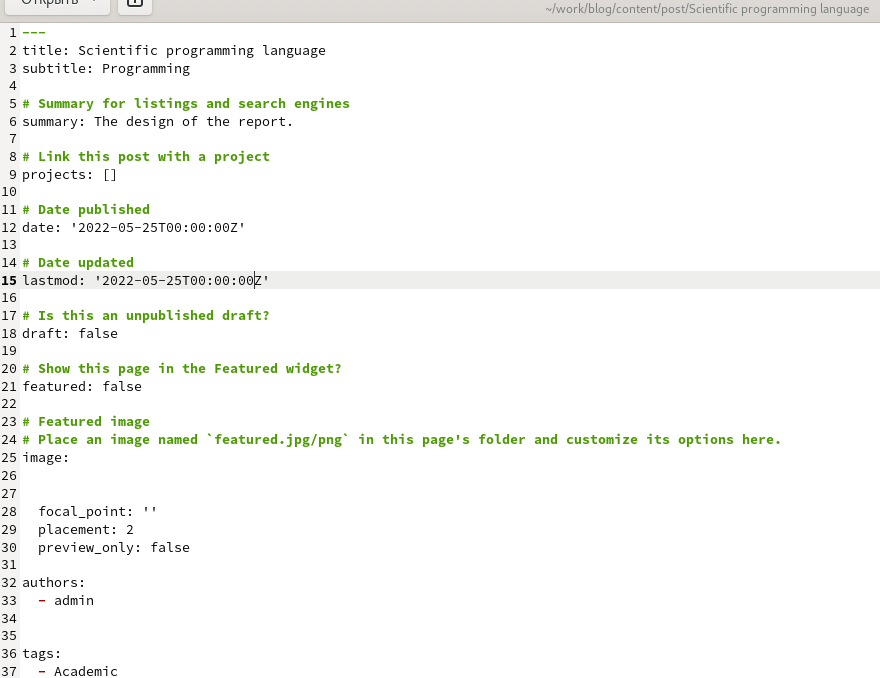 Открыть
~/work/blog/content/post/Scientific programming language
1 ---
2 title: Scientific programming language
3 subtitle: Programming
4
5 # Summary for listings and search engines
6 summary: The design of the report.
7
8 # Link this post with a project
9 projects: []
10
11 # Date published
12 date: '2022-05-25T00:00:00Z'
13
14 # Date updated
15 lastmod: '2022-05-25T00:00:00Z'
16
17 # Is this an unpublished draft?
18 draft: false
19
20 # Show this page in the Featured widget?
21 featured: false
22
23 # Featured image
24 # Place an image named `featured.jpg/png` in this page's folder and customize its options here.
25 image:
26
27
28   focal_point: ''
29   placement: 2
30   preview_only: false
31
32 authors:
33   - admin
34
35
36 tags:
37   - Academic